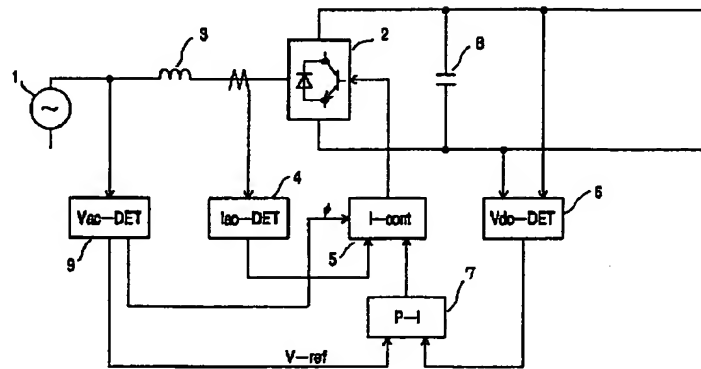 3
2
8
1
~
4
6
Vac-DET
Iac-DET
φ
I-cont
Vdc-DET
9
5
7
P-I
V-ref